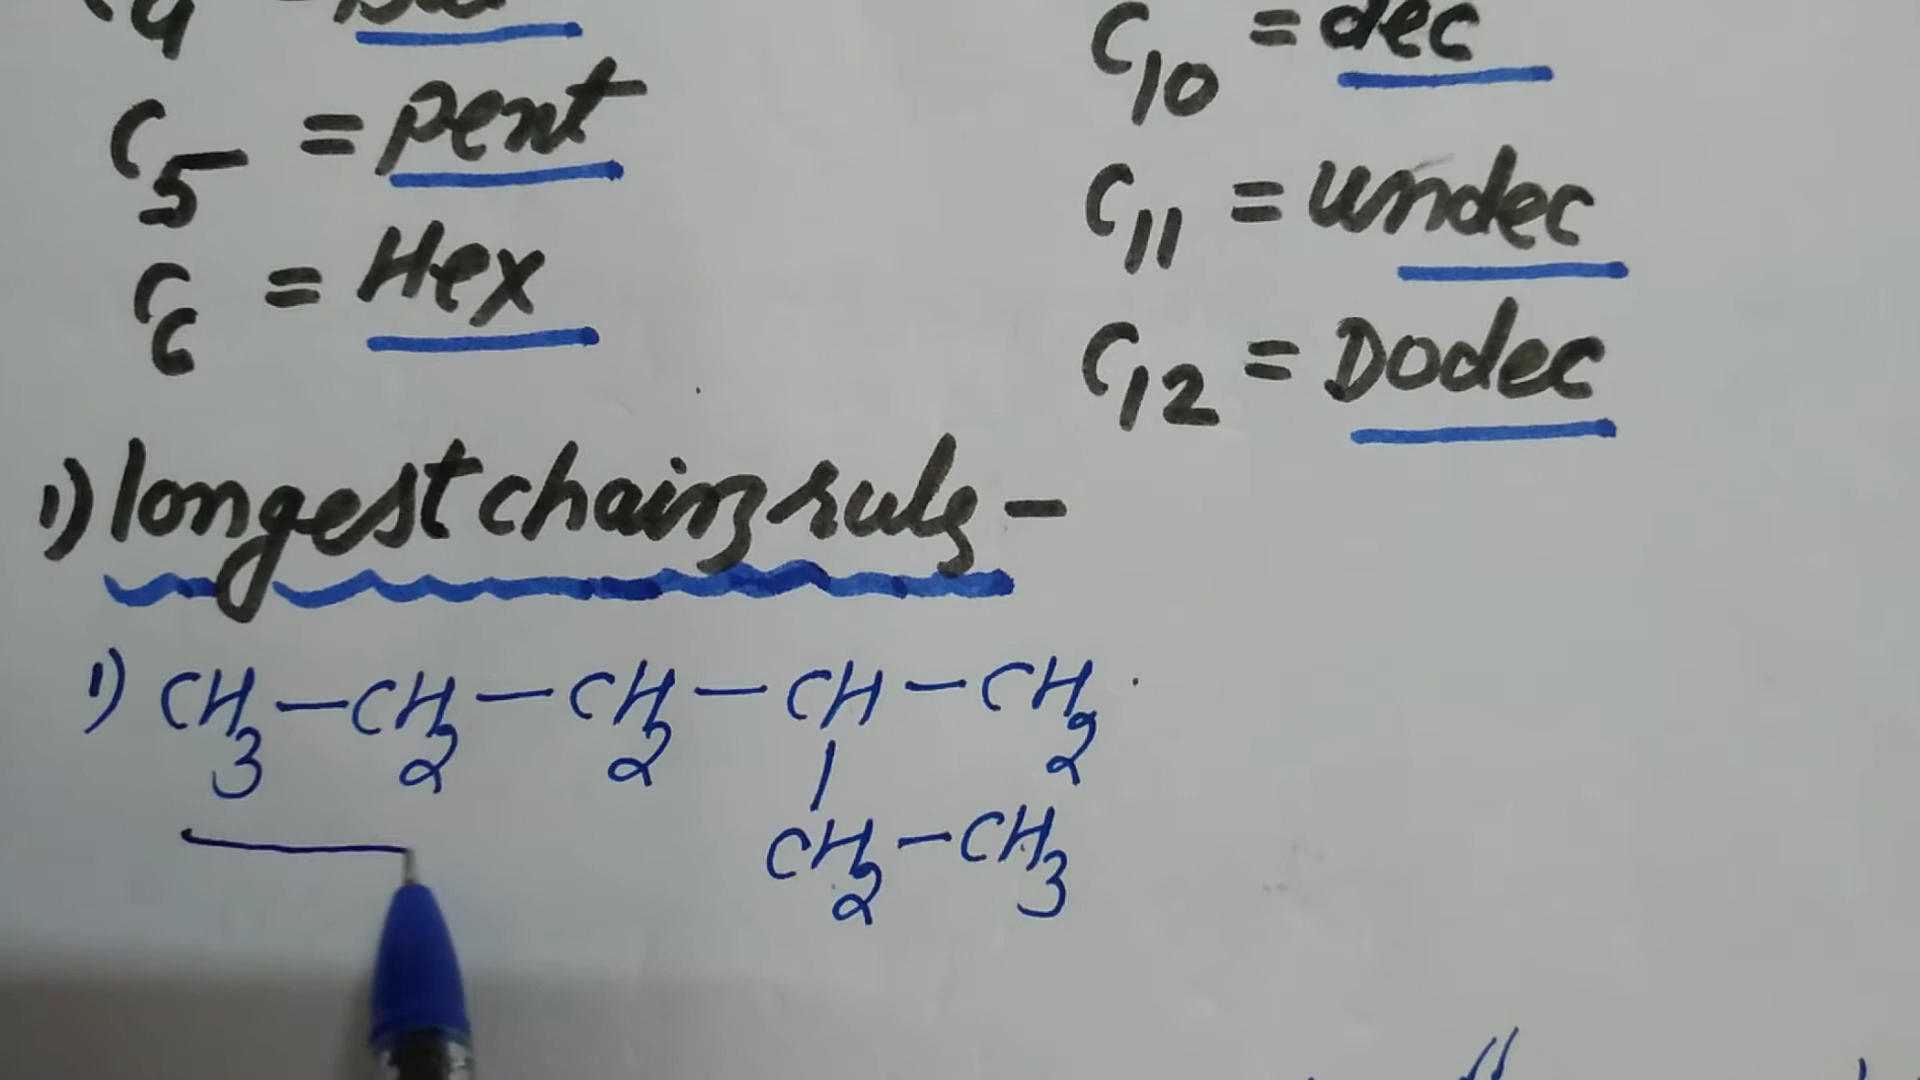 C5 = pent
C6 = Hex
C10 = dec
C11 = undec
C12 = Dodec
1) longest chain rule -
1) CH3 - CH2 - CH2 - CH - CH2
|
CH2 - CH3